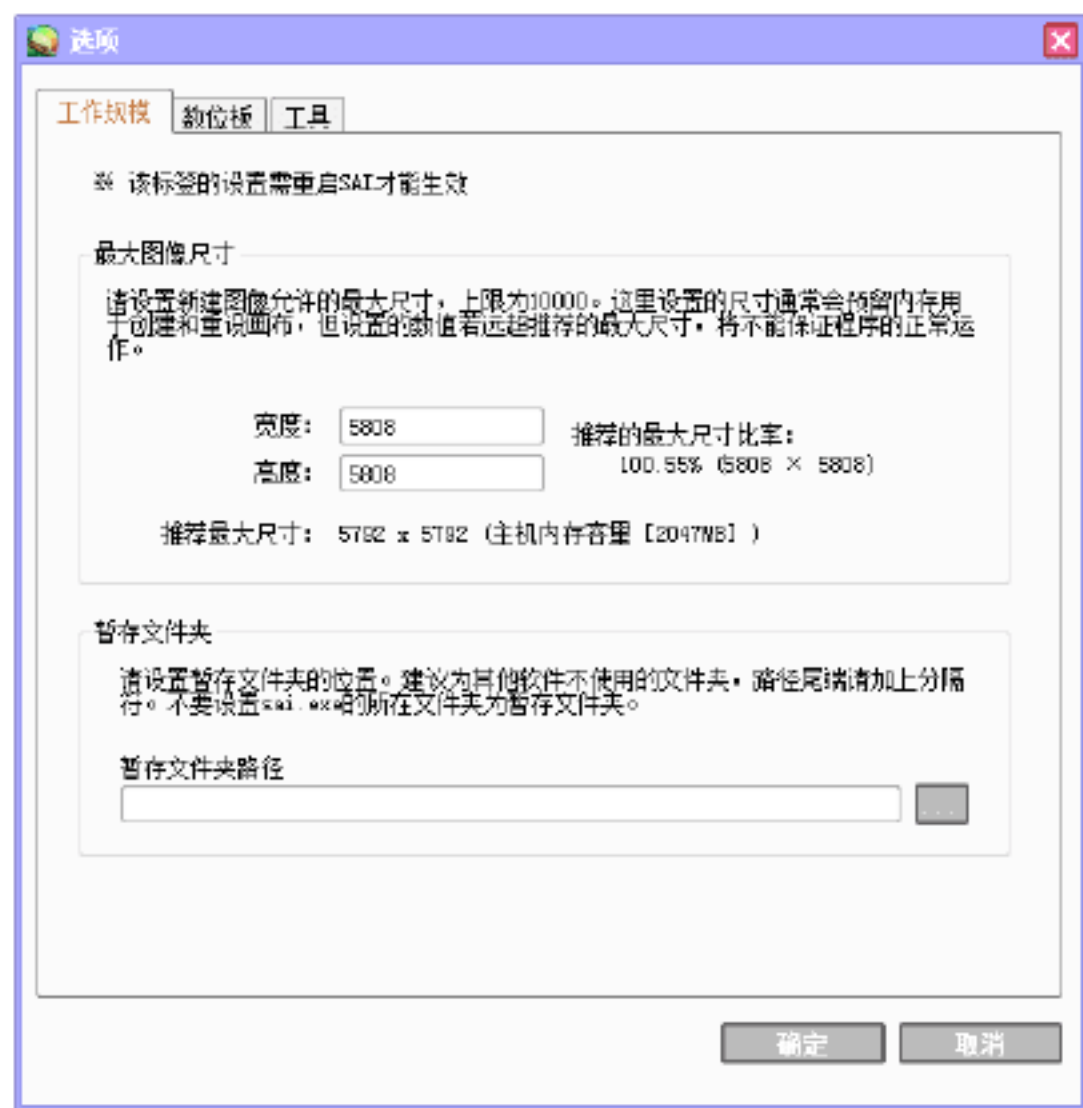 选项
工作规模 数位板 工具
※ 该标签的设置需重启SAI才能生效
最大图像尺寸
请设置新建图像允许的最大尺寸，上限为10000。这里设置的尺寸通常会预留内存用
于创建和重设画布，但设置的数值若远超推荐的最大尺寸，将不能保证程序的正常运
作。
宽度： 5808
推荐的最大尺寸比率：
100.55% (5808 × 5808)
高度： 5808
推荐最大尺寸： 5792 x 5792 (主机内存容量 [2047MB] )
暂存文件夹
请设置暂存文件夹的位置。建议为其他软件不使用的文件夹，路径尾端请加上分隔
符。不要设置sai.exe的所在文件夹为暂存文件夹。
暂存文件夹路径
...
确定 取消